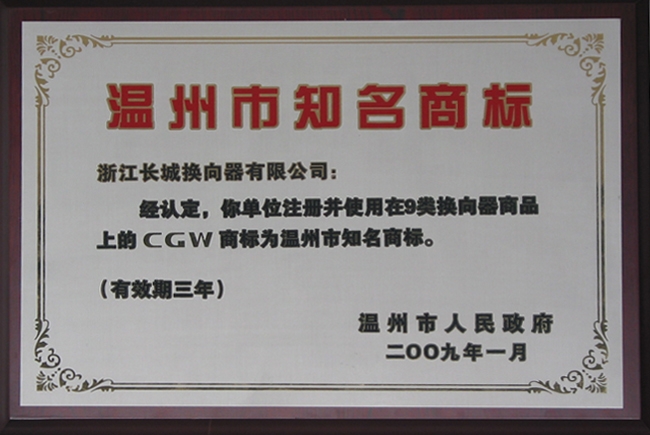 温州市知名商标
浙江长城换向器有限公司：
经认定，你单位注册并使用在9类换向器商品
上的 CGW 商标为温州市知名商标。
（有效期三年）
温州市人民政府
二〇〇九年一月